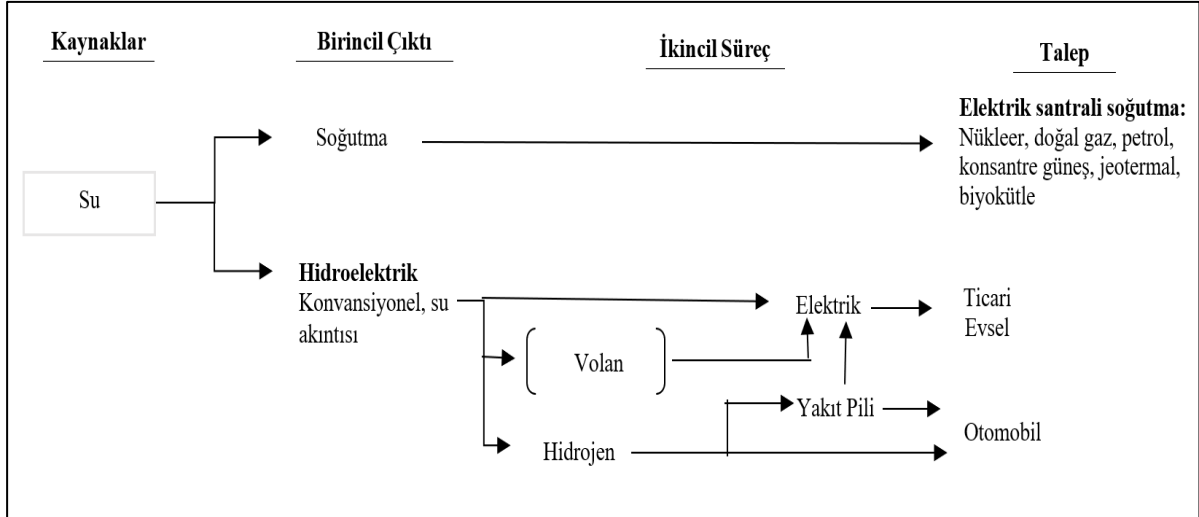 Kaynaklar
Birincil Çıktı
İkincil Süreç
Talep
Su
Soğutma
Elektrik santrali soğutma:
Nükleer, doğal gaz, petrol,
konsantre güneş, jeotermal,
biyokütle
Hidroelektrik
Konvansiyonel, su
akıntısı
Elektrik
Ticari
Evsel
Volan
Yakıt Pili
Hidrojen
Otomobil